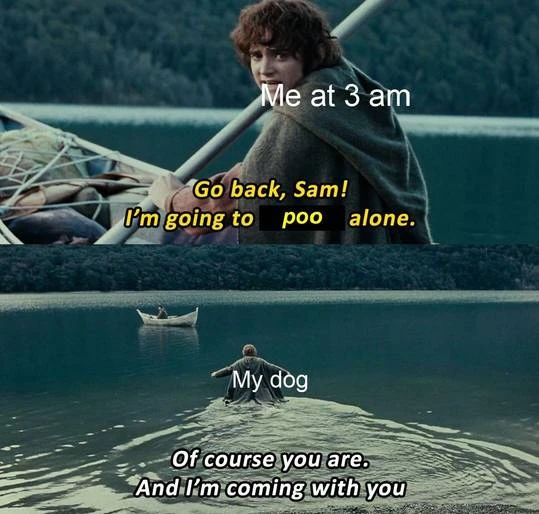 Me at 3 am
Go back, Sam!
I'm going to poo alone.
My dog
Of course you are.
And I'm coming with you